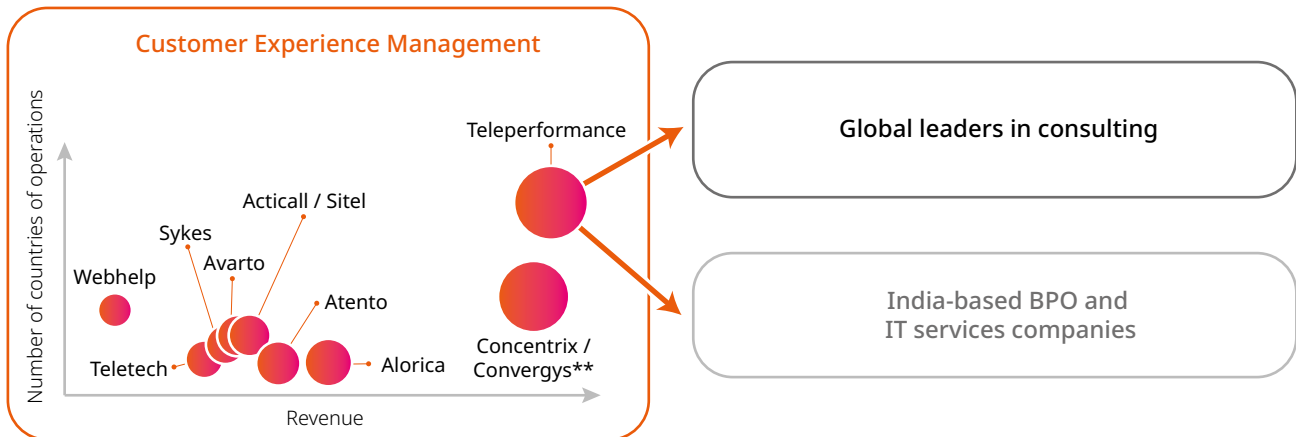 Customer Experience Management
Number of countries of operations
Teleperformance
Acticall / Sitel
Sykes
Avarto
Webhelp
Atento
Teletech
Alorica
Concentrix /
Convergys**
Revenue
Global leaders in consulting
India-based BPO and
IT services companies